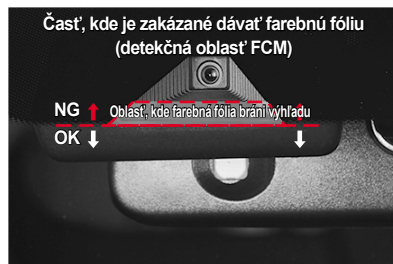 Časť, kde je zakázané dávať farebnú fóliu
(detekčná oblasť FCM)
NG Oblasť, kde farebná fólia bráni výhľadu
OK